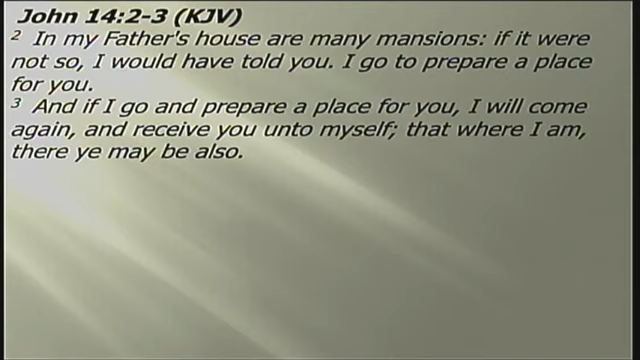 John 14:2-3 (KJV)
2 In my Father's house are many mansions: if it were
not so, I would have told you. I go to prepare a place
for you.
3 And if I go and prepare a place for you, I will come
again, and receive you unto myself; that where I am,
there ye may be also.